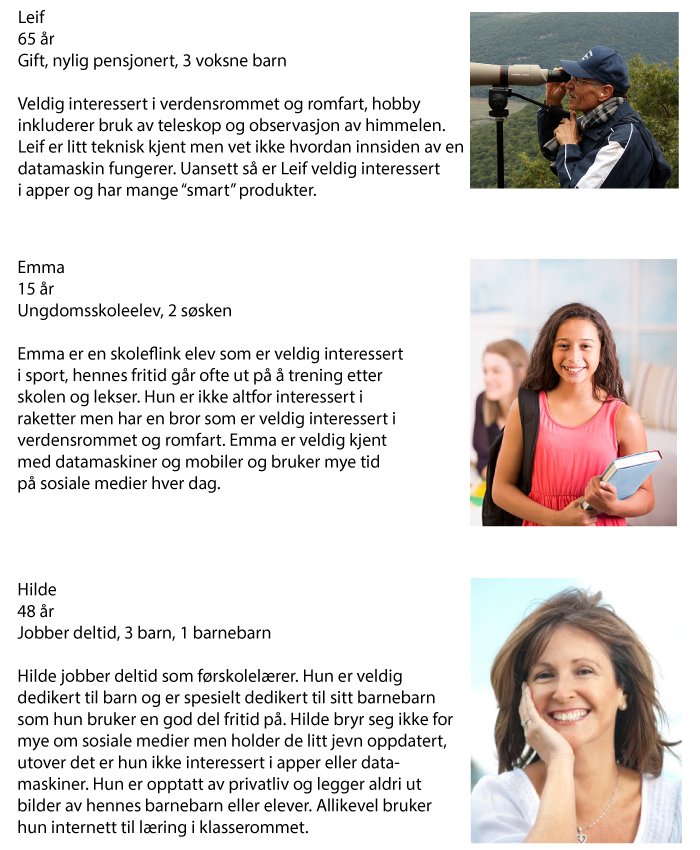 Leif
65 år
Gift, nylig pensjonert, 3 voksne barn
Veldig interessert i verdensrommet og romfart, hobby
inkluderer bruk av teleskop og observasjon av himmelen.
Leif er litt teknisk kjent men vet ikke hvordan innsiden av en
datamaskin fungerer. Uansett så er Leif veldig interessert
i apper og har mange “smart” produkter.
Emma
15 år
Ungdomsskoleelev, 2 søsken
Emma er en skoleflink elev som er veldig interessert
i sport, hennes fritid går ofte ut på å trening etter
skolen og lekser. Hun er ikke altfor interessert i
raketter men har en bror som er veldig interessert i
verdensrommet og romfart. Emma er veldig kjent
med datamaskiner og mobiler og bruker mye tid
på sosiale medier hver dag.
Hilde
48 år
Jobber deltid, 3 barn, 1 barnebarn
Hilde jobber deltid som førskolelærer. Hun er veldig
dedikert til barn og er spesielt dedikert til sitt barnebarn
som hun bruker en god del fritid på. Hilde bryr seg ikke for
mye om sosiale medier men holder de litt jevn oppdatert,
utover det er hun ikke interessert i apper eller data-
maskiner. Hun er opptatt av privatliv og legger aldri ut
bilder av hennes barnebarn eller elever. Allikevel bruker
hun internett til læring i klasserommet.